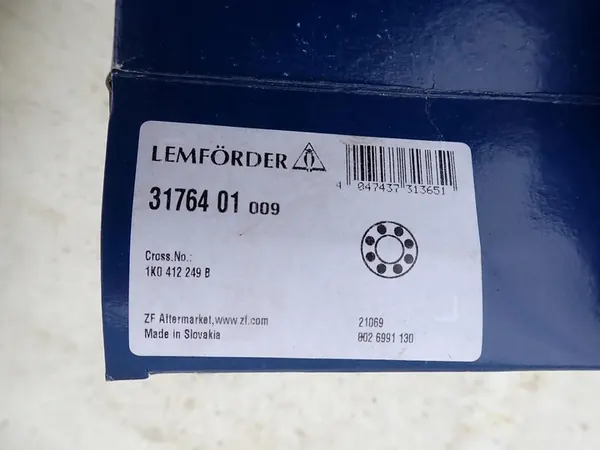 LEMFÖRDER
4 047437 313651
31764 01 009
Cross.No.:
1K0 412 249 B
ZF Aftermarket,www.zf.com
Made in Slovakia
21069
002 6991 130